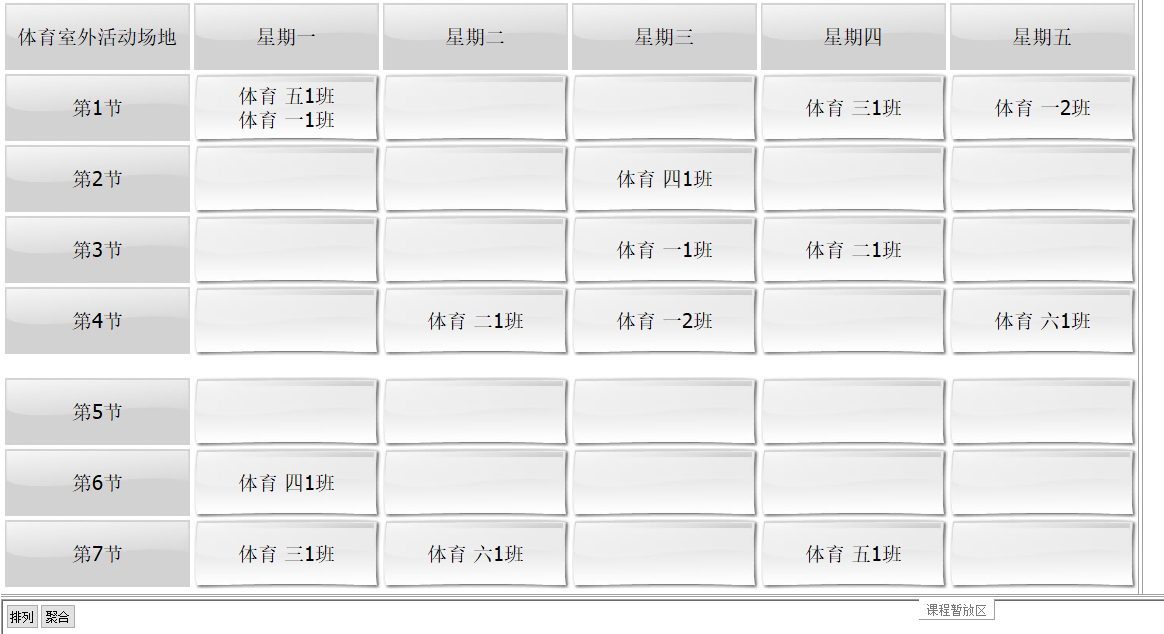 体育室外活动场地 星期一 星期二 星期三 星期四 星期五
第1节 体育 五1班 体育 三1班 体育 一2班
体育 一1班
第2节 体育 四1班
第3节 体育 一1班 体育 二1班
第4节 体育 二1班 体育 一2班 体育 六1班
第5节
第6节 体育 四1班
第7节 体育 三1班 体育 六1班 体育 五1班
排列 聚合 课程暂放区